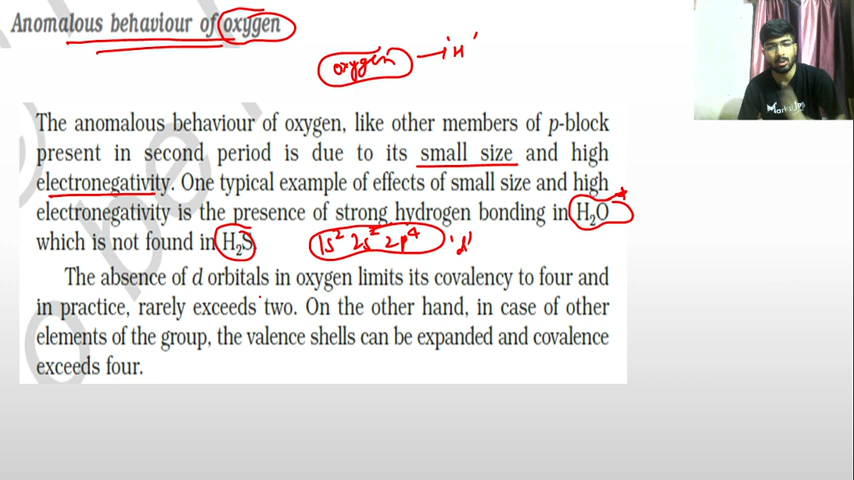 Anomalous behaviour of oxygen
oxygen
The anomalous behaviour of oxygen, like other members of p-block
present in second period is due to its small size and high
electronegativity. One typical example of effects of small size and high
electronegativity is the presence of strong hydrogen bonding in H₂O
which is not found in H₂S.
1s² 2s² 2p⁴ 'd'
The absence of d orbitals in oxygen limits its covalency to four and
in practice, rarely exceeds two. On the other hand, in case of other
elements of the group, the valence shells can be expanded and covalence
exceeds four.